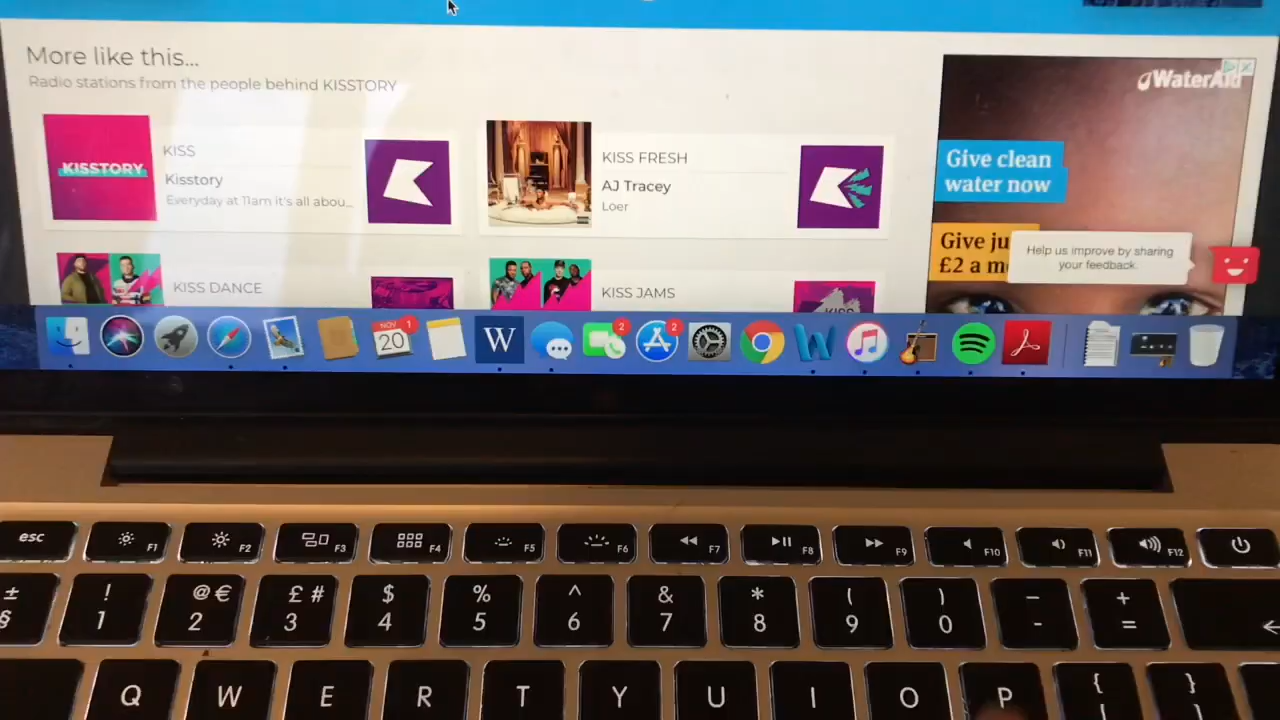 More like this...
Radio stations from the people behind KISSTORY
KISSTORY
KISS
Kisstory
Everyday at 11am it's all abou...
KISS FRESH
AJ Tracey
Loer
KISS DANCE
KISS JAMS
WaterAid
Give clean
water now
Give ju
£2 a m
Help us improve by sharing
your feedback.
NOV
20
1
W
2
2
W
esc
F1
F2
F3
F4
F5
F6
F7
F8
F9
F10
F11
F12
± § ! 1 @ € 2 £ # 3 $ 4 % 5 ^ 6 & 7 * 8 ( 9 ) 0 — - + =
Q W E R T Y U I O P { [ } ]